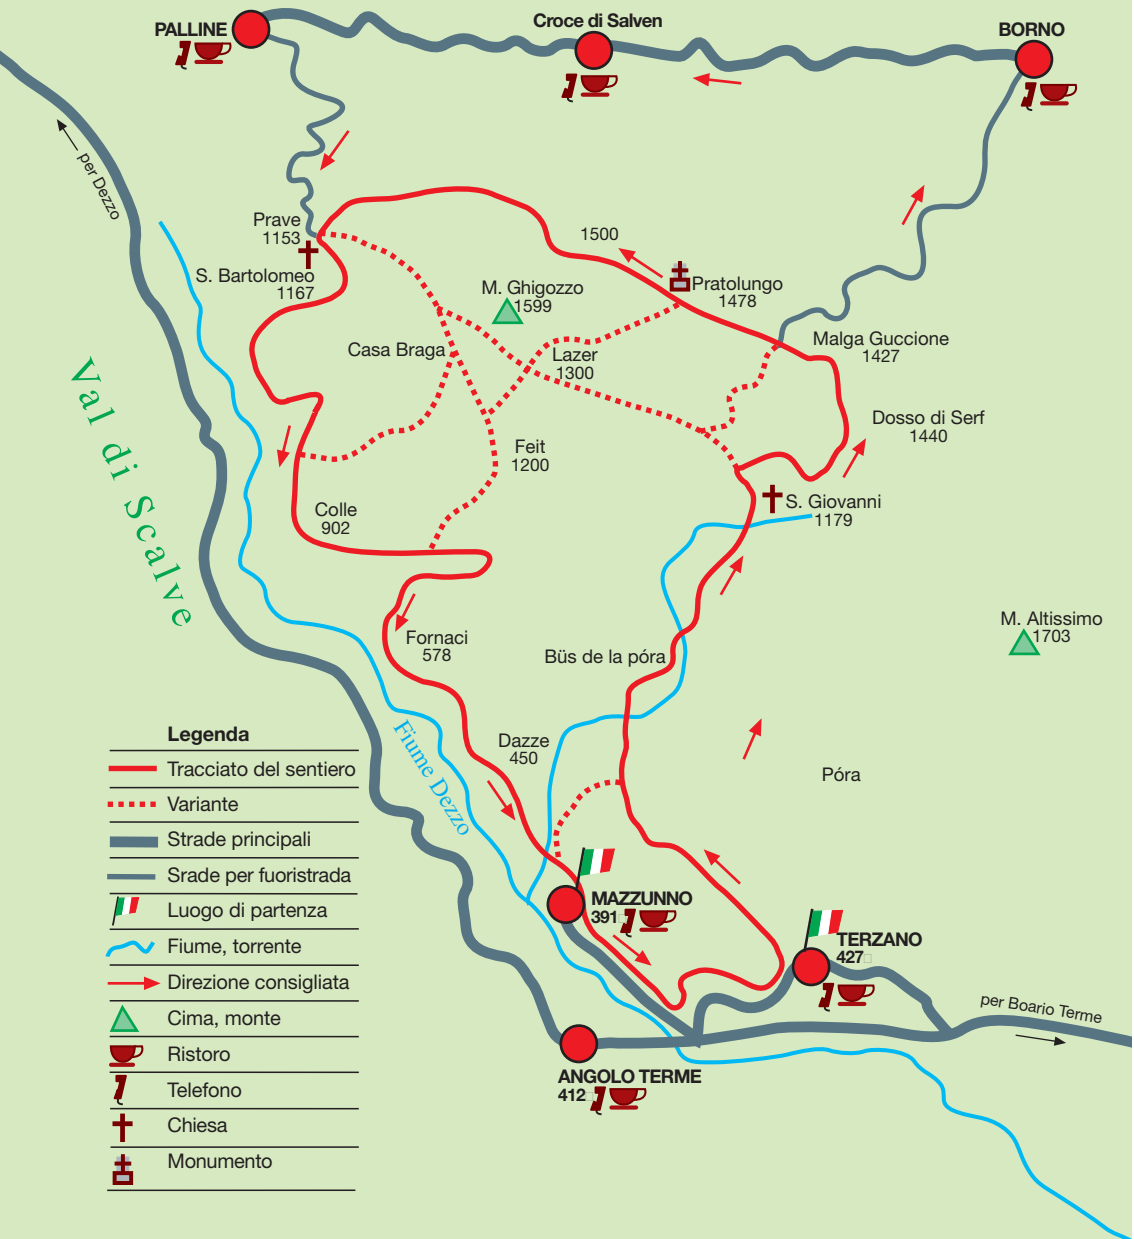 PALLINE
Croce di Salven
BORNO
per Dezzo
Prave
1153
S. Bartolomeo
1167
1500
M. Ghigozzo
1599
Pratolungo
1478
Casa Braga
Lazer
1300
Malga Guccione
1427
Dosso di Serf
1440
Feit
1200
Val di Scalve
Colle
902
S. Giovanni
1179
Fornaci
578
M. Altissimo
1703
Büs de la póra
Fiume Dezzo
Dazze
450
Póra
MAZZUNNO
391
TERZANO
427
per Boario Terme
ANGOLO TERME
412
Legenda
Tracciato del sentiero
Variante
Strade principali
Srade per fuoristrada
Luogo di partenza
Fiume, torrente
Direzione consigliata
Cima, monte
Ristoro
Telefono
Chiesa
Monumento